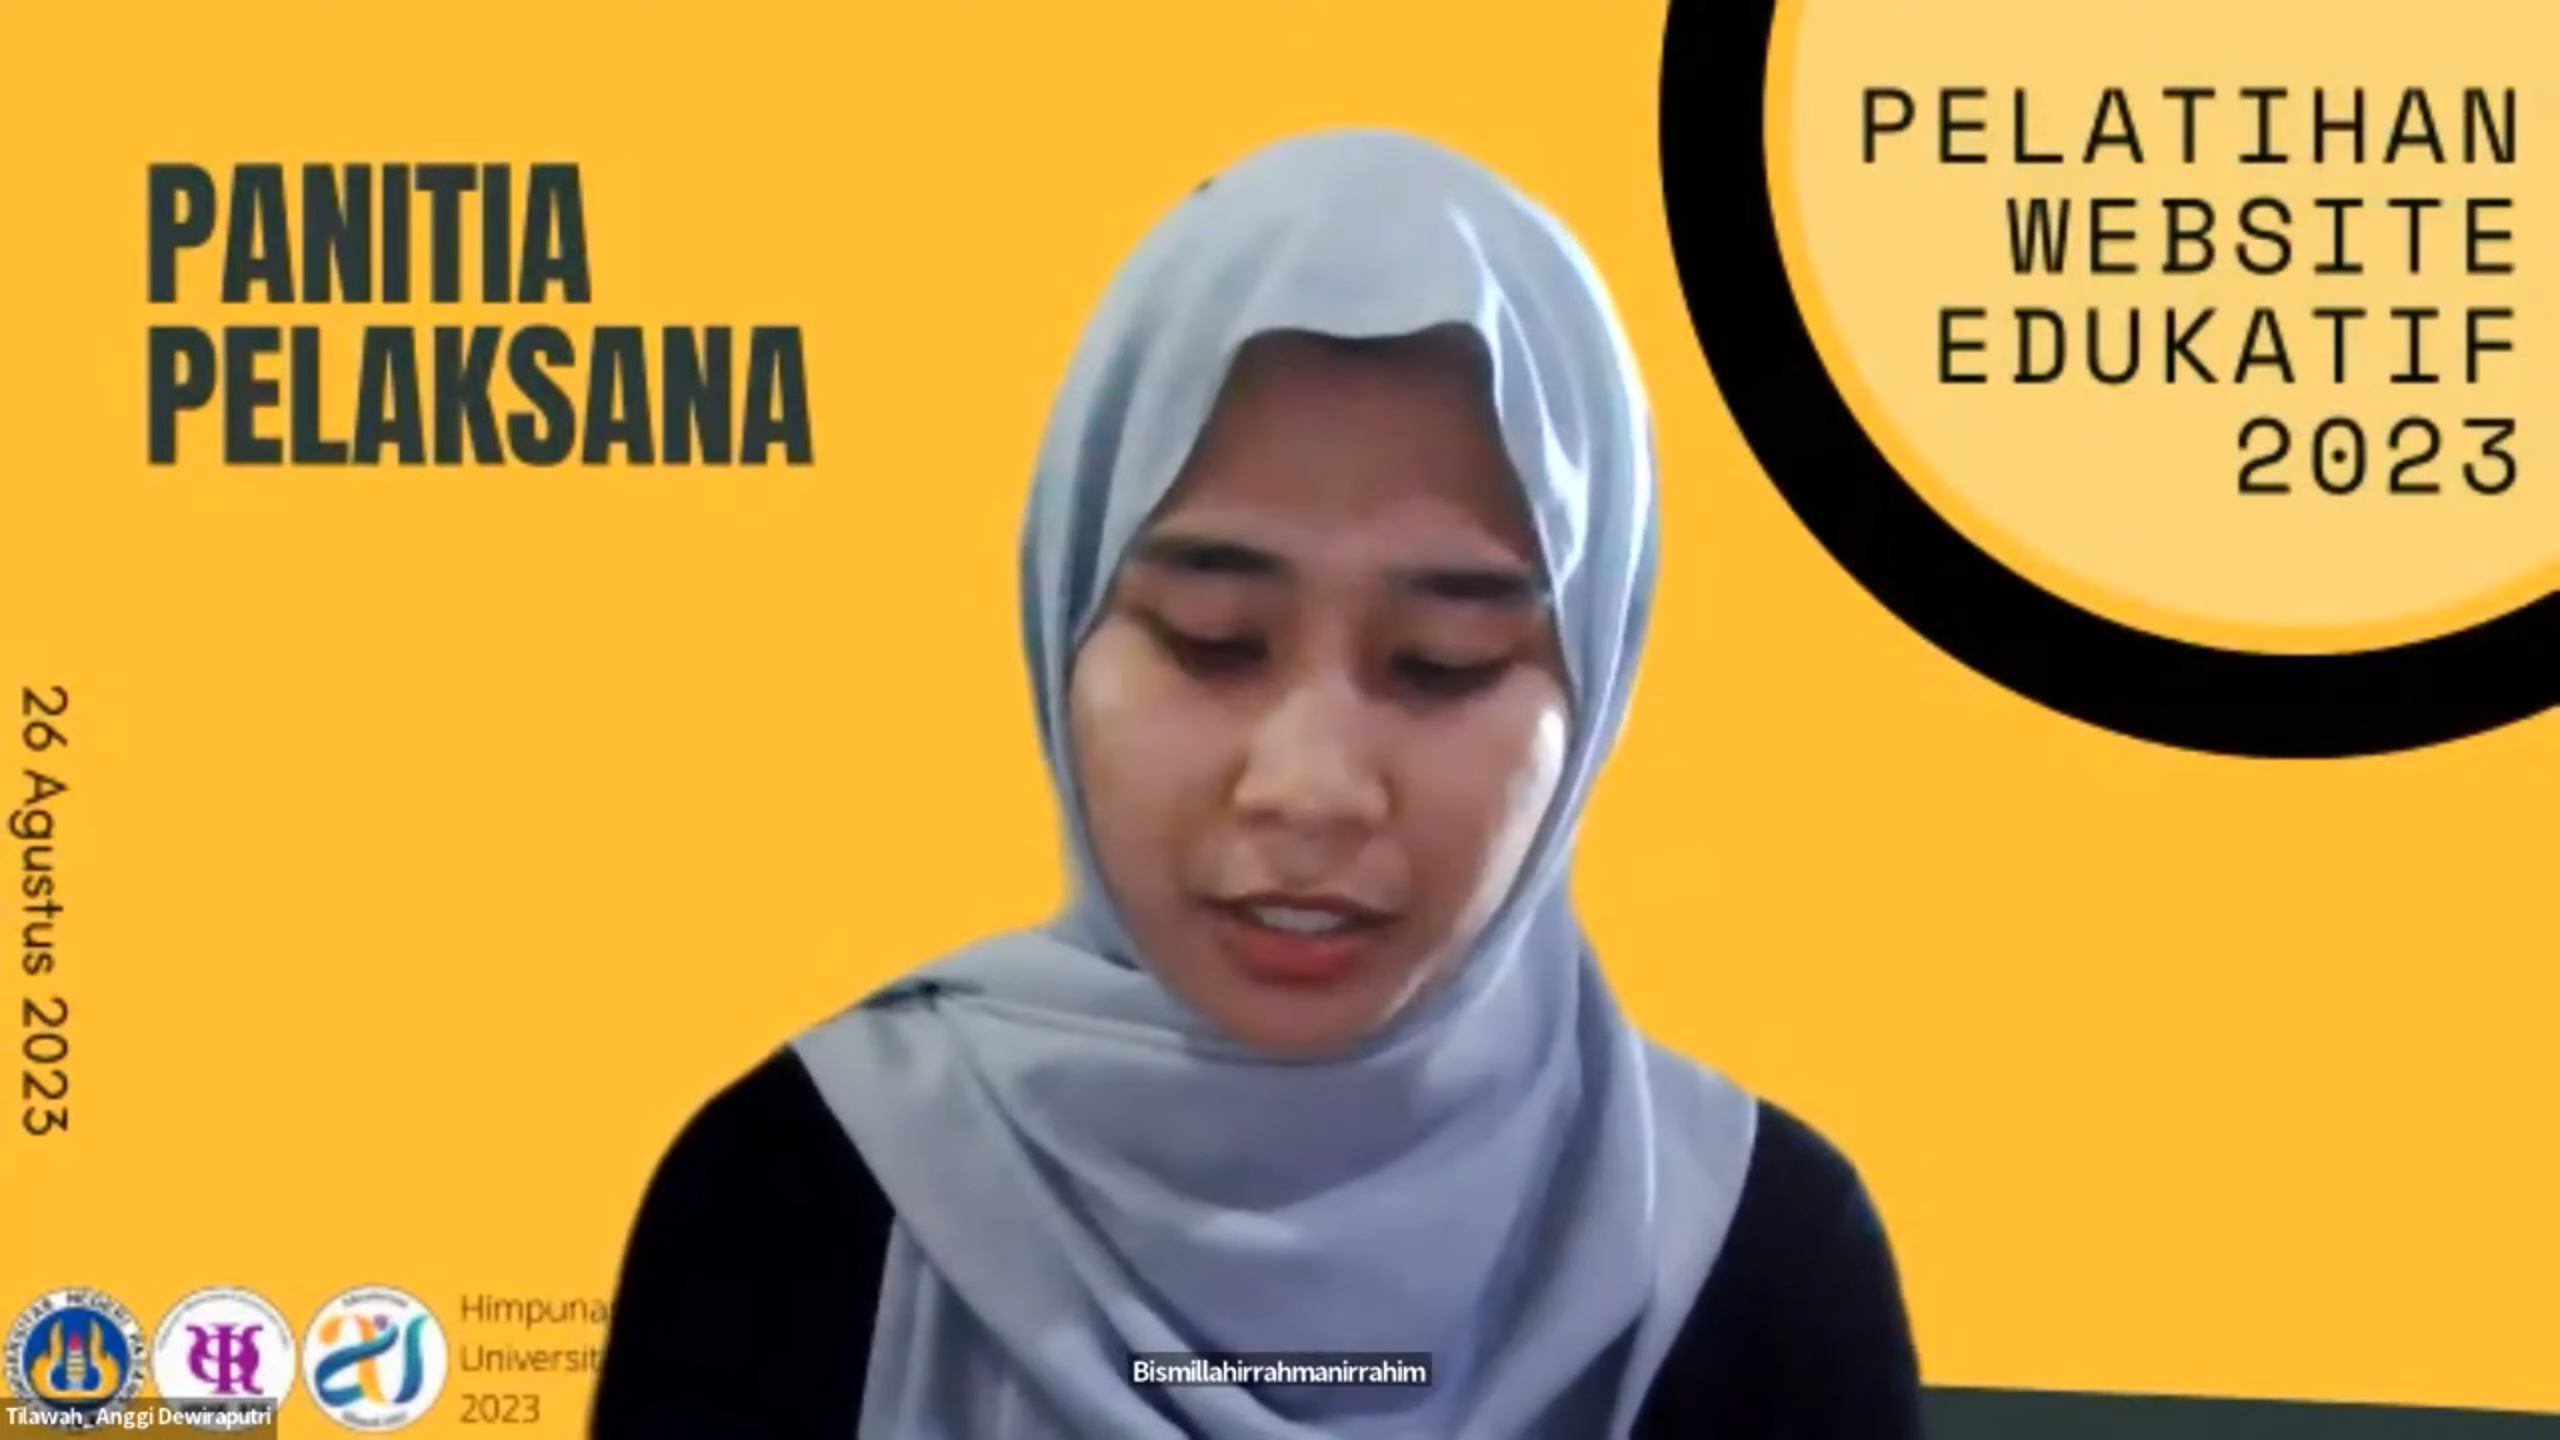 PANITIA
PELAKSANA
PELATIHAN
WEBSITE
EDUKATIF
2023
26 Agustus 2023
Himpuna
Universit
2023
Bismillahirrahmanirrahim
Tilawah_Anggi Dewiraputri